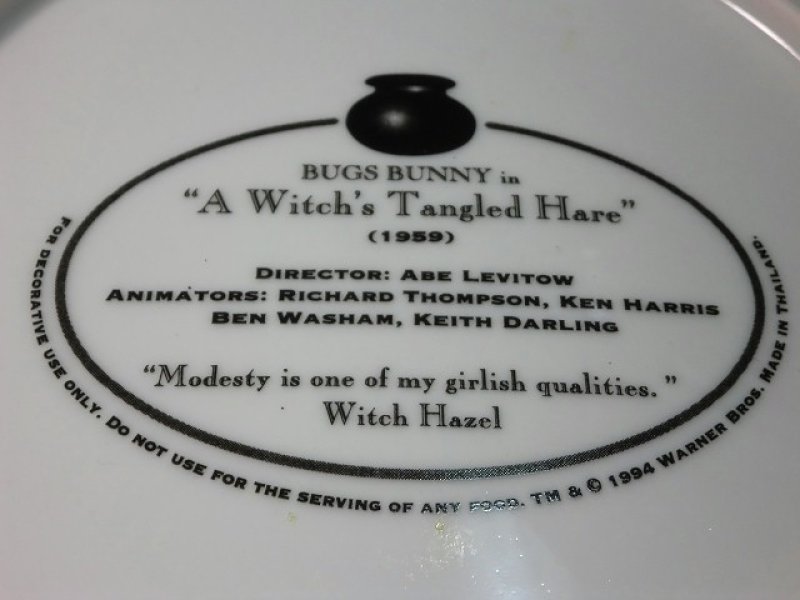 BUGS BUNNY in
“A Witch's Tangled Hare”
(1959)
DIRECTOR: ABE LEVITOW
ANIMATORS: RICHARD THOMPSON, KEN HARRIS
BEN WASHAM, KEITH DARLING
“Modesty is one of my girlish qualities.”
Witch Hazel
FOR DECORATIVE USE ONLY. DO NOT USE FOR THE SERVING OF ANY FOOD. TM & © 1994 WARNER BROS. MADE IN THAILAND.